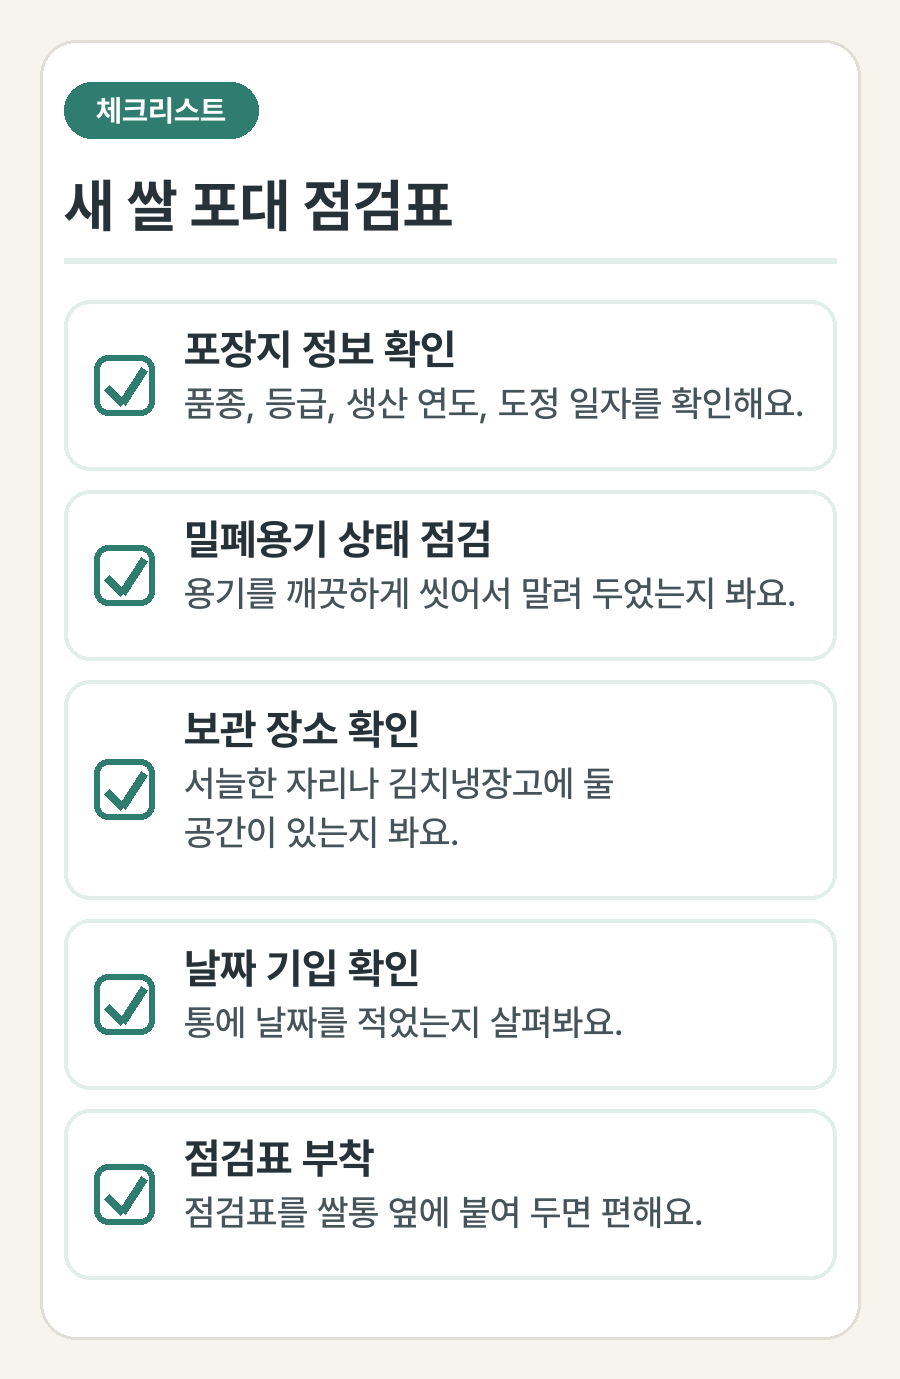 체크리스트
새 쌀 포대 점검표
포장지 정보 확인
품종, 등급, 생산 연도, 도정 일자를 확인해요.
밀폐용기 상태 점검
용기를 깨끗하게 씻어서 말려 두었는지 봐요.
보관 장소 확인
서늘한 자리나 김치냉장고에 둘
공간이 있는지 봐요.
날짜 기입 확인
통에 날짜를 적었는지 살펴봐요.
점검표 부착
점검표를 쌀통 옆에 붙여 두면 편해요.